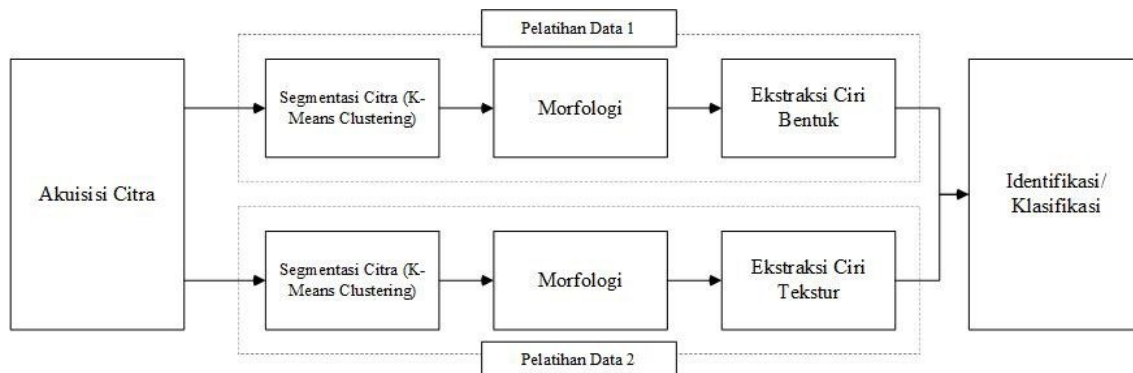 Pelatihan Data 1
Akuisisi Citra
Segmentasi Citra (K-
Means Clustering)
Morfologi
Ekstraksi Ciri
Bentuk
Segmentasi Citra (K-
Means Clustering)
Morfologi
Ekstraksi Ciri
Tekstur
Pelatihan Data 2
Identifikasi/
Klasifikasi